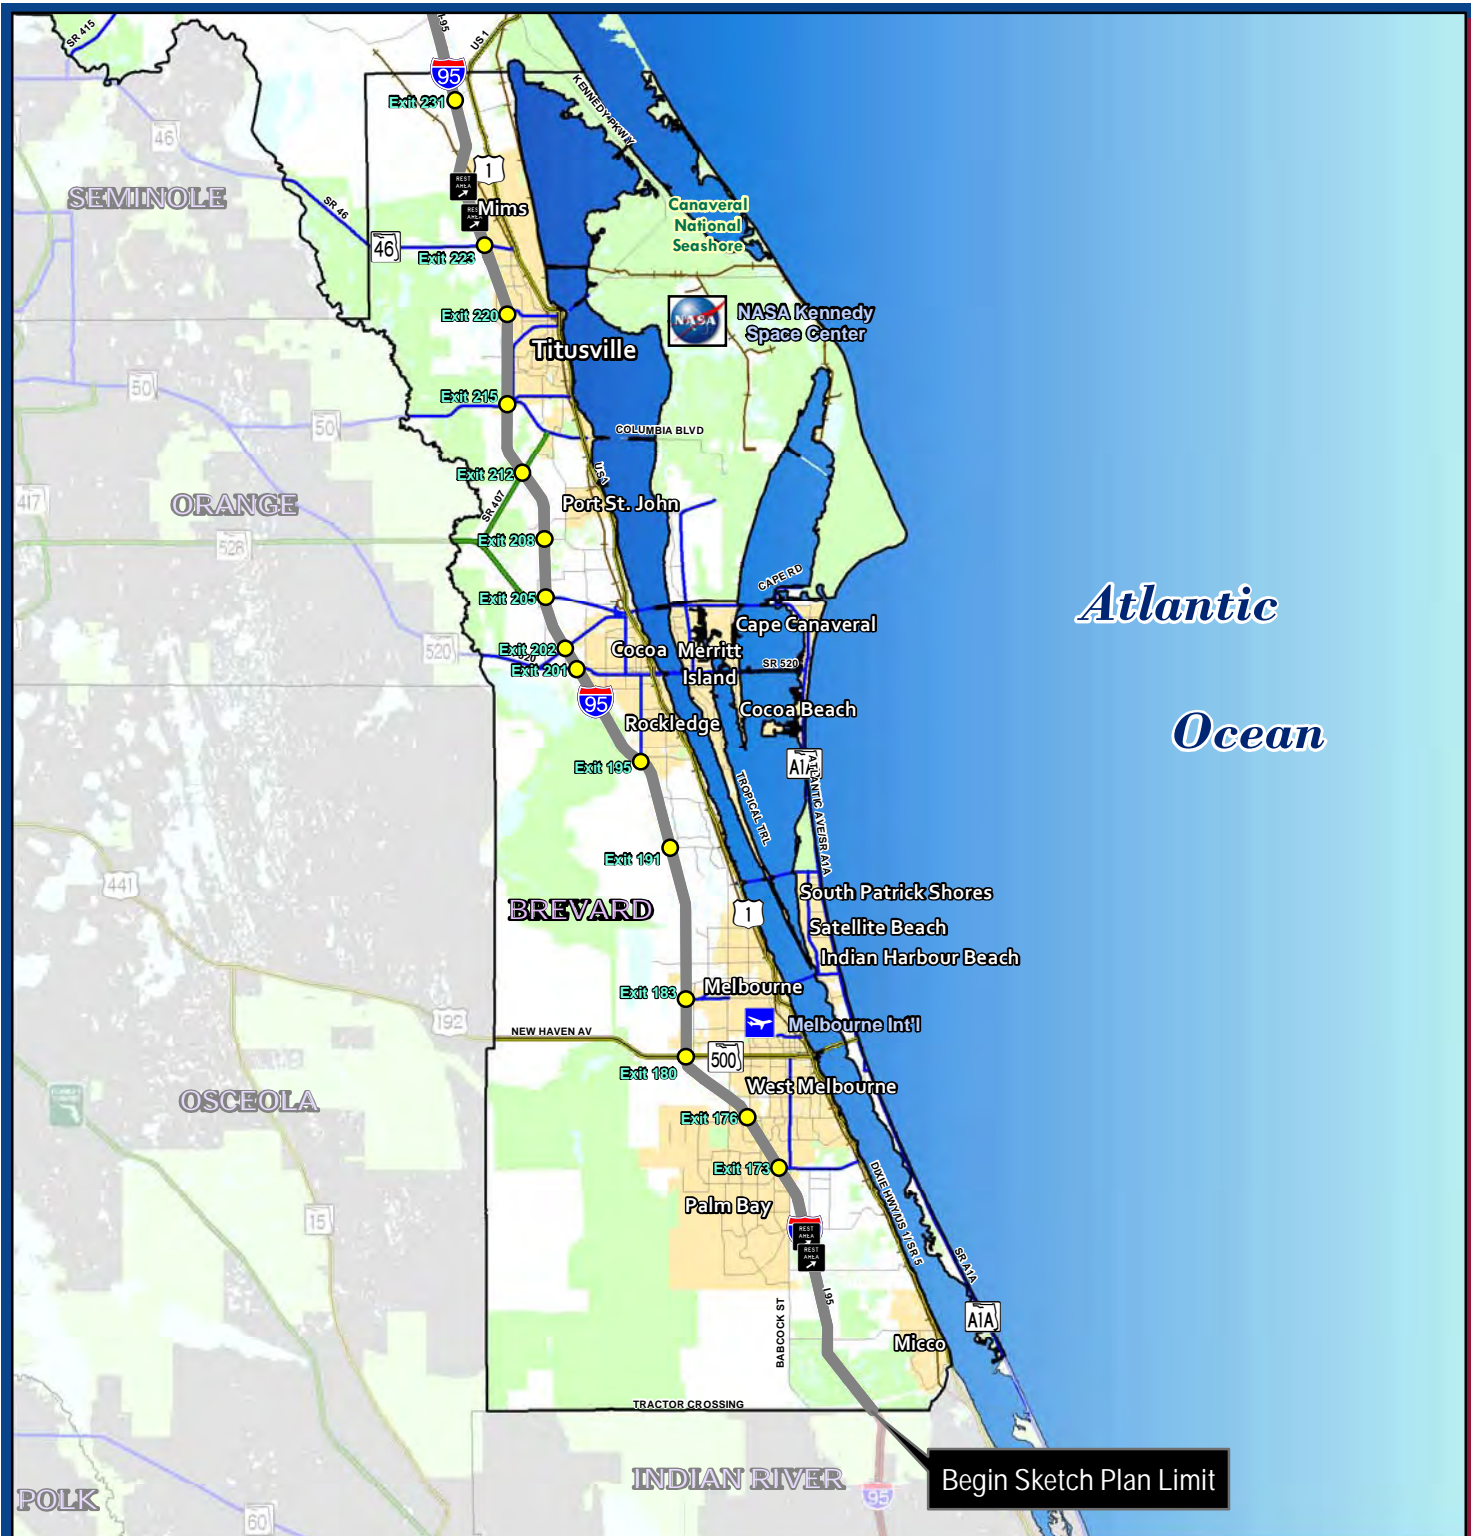 SR 415
I-95
US 1
95
Exit 231
KENNEDY PKWY
46
1
SEMINOLE
REST
AREA
SR 46
Mims
Canaveral
National
Seashore
46
Exit 223
Exit 220
NASA
NASA Kennedy
Space Center
Titusville
50
Exit 215
50
COLUMBIA BLVD
Exit 212
417
ORANGE
SR 407
Port St. John
528
Exit 208
CAPE RD
Exit 205
Atlantic
Cape Canaveral
520
Exit 202
Cocoa
Merritt
Island
SR 520
Exit 201
95
Cocoa Beach
Rockledge
Ocean
Exit 195
A1A
TROPICAL TRL
ATLANTIC AVE/SR A1A
Exit 191
441
South Patrick Shores
BREVARD
1
Satellite Beach
Indian Harbour Beach
Exit 183
Melbourne
192
NEW HAVEN AV
Melbourne Int'l
500
Exit 180
West Melbourne
OSCEOLA
Exit 176
Exit 173
DIXIE HWY/US 1/ SR 5
Palm Bay
15
REST
AREA
REST
AREA
SR A1A
I 95
BABCOCK ST
A1A
Micco
TRACTOR CROSSING
Begin Sketch Plan Limit
INDIAN RIVER
POLK
95
60